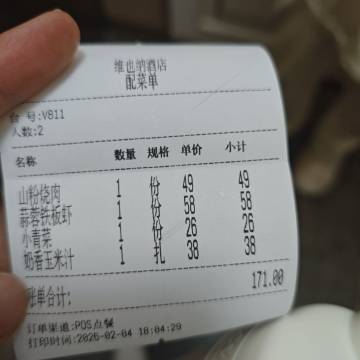 维也纳酒店
配菜单
台 号:V811
人数:2
名称 数量 规格 单价 小计
山粉烧肉 1 份 49 49
蒜蓉铁板虾 1 份 58 58
小青菜 1 份 26 26
奶香玉米汁 1 扎 38 38
账单合计: 171.00
订单渠道:POS点餐
打印时间:2026-02-04 18:04:29